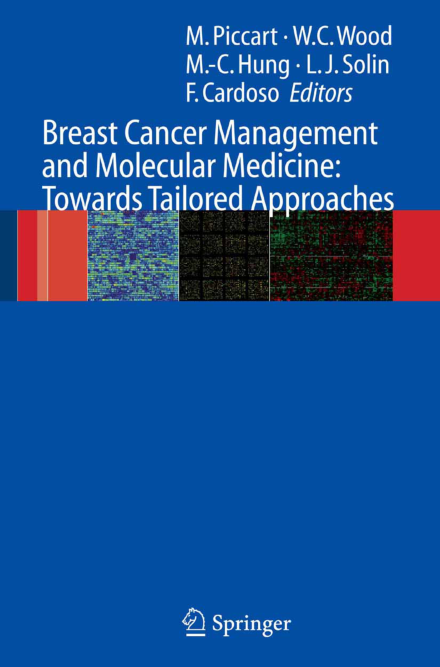 M. Piccart · W.C. Wood
M.-C. Hung · L. J. Solin
F. Cardoso Editors
Breast Cancer Management
and Molecular Medicine:
Towards Tailored Approaches
Springer